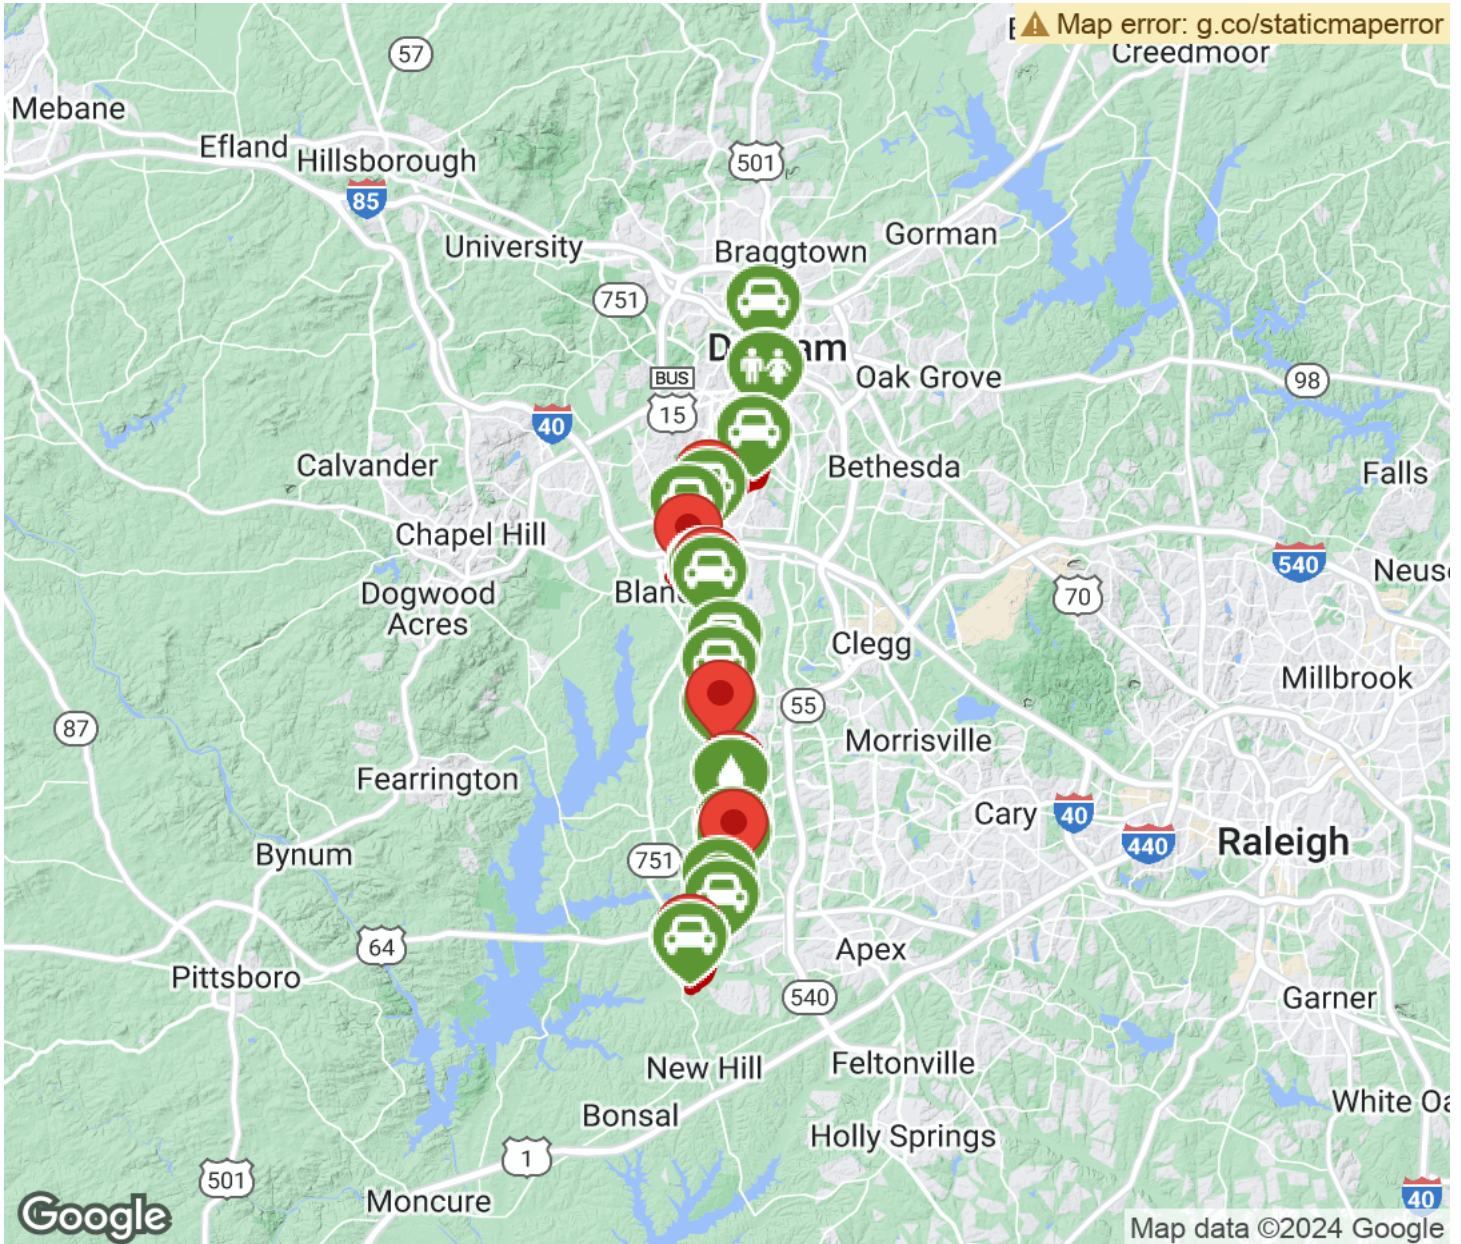 Map error: g.co/staticmaperror
Creedmoor
57
Mebane
Efland
Hillsborough
501
85
Gorman
University
Braggtown
751
Oak Grove
BUS
15
98
40
Calvander
Bethesda
Falls
Chapel Hill
540
Dogwood
Acres
70
Clegg
Millbrook
87
55
Morrisville
Fearrington
Cary
40
440
Raleigh
Bynum
751
64
Apex
Pittsboro
540
Garner
New Hill
Feltonville
Bonsal
Holly Springs
1
501
Moncure
40
Google
Map data ©2024 Google